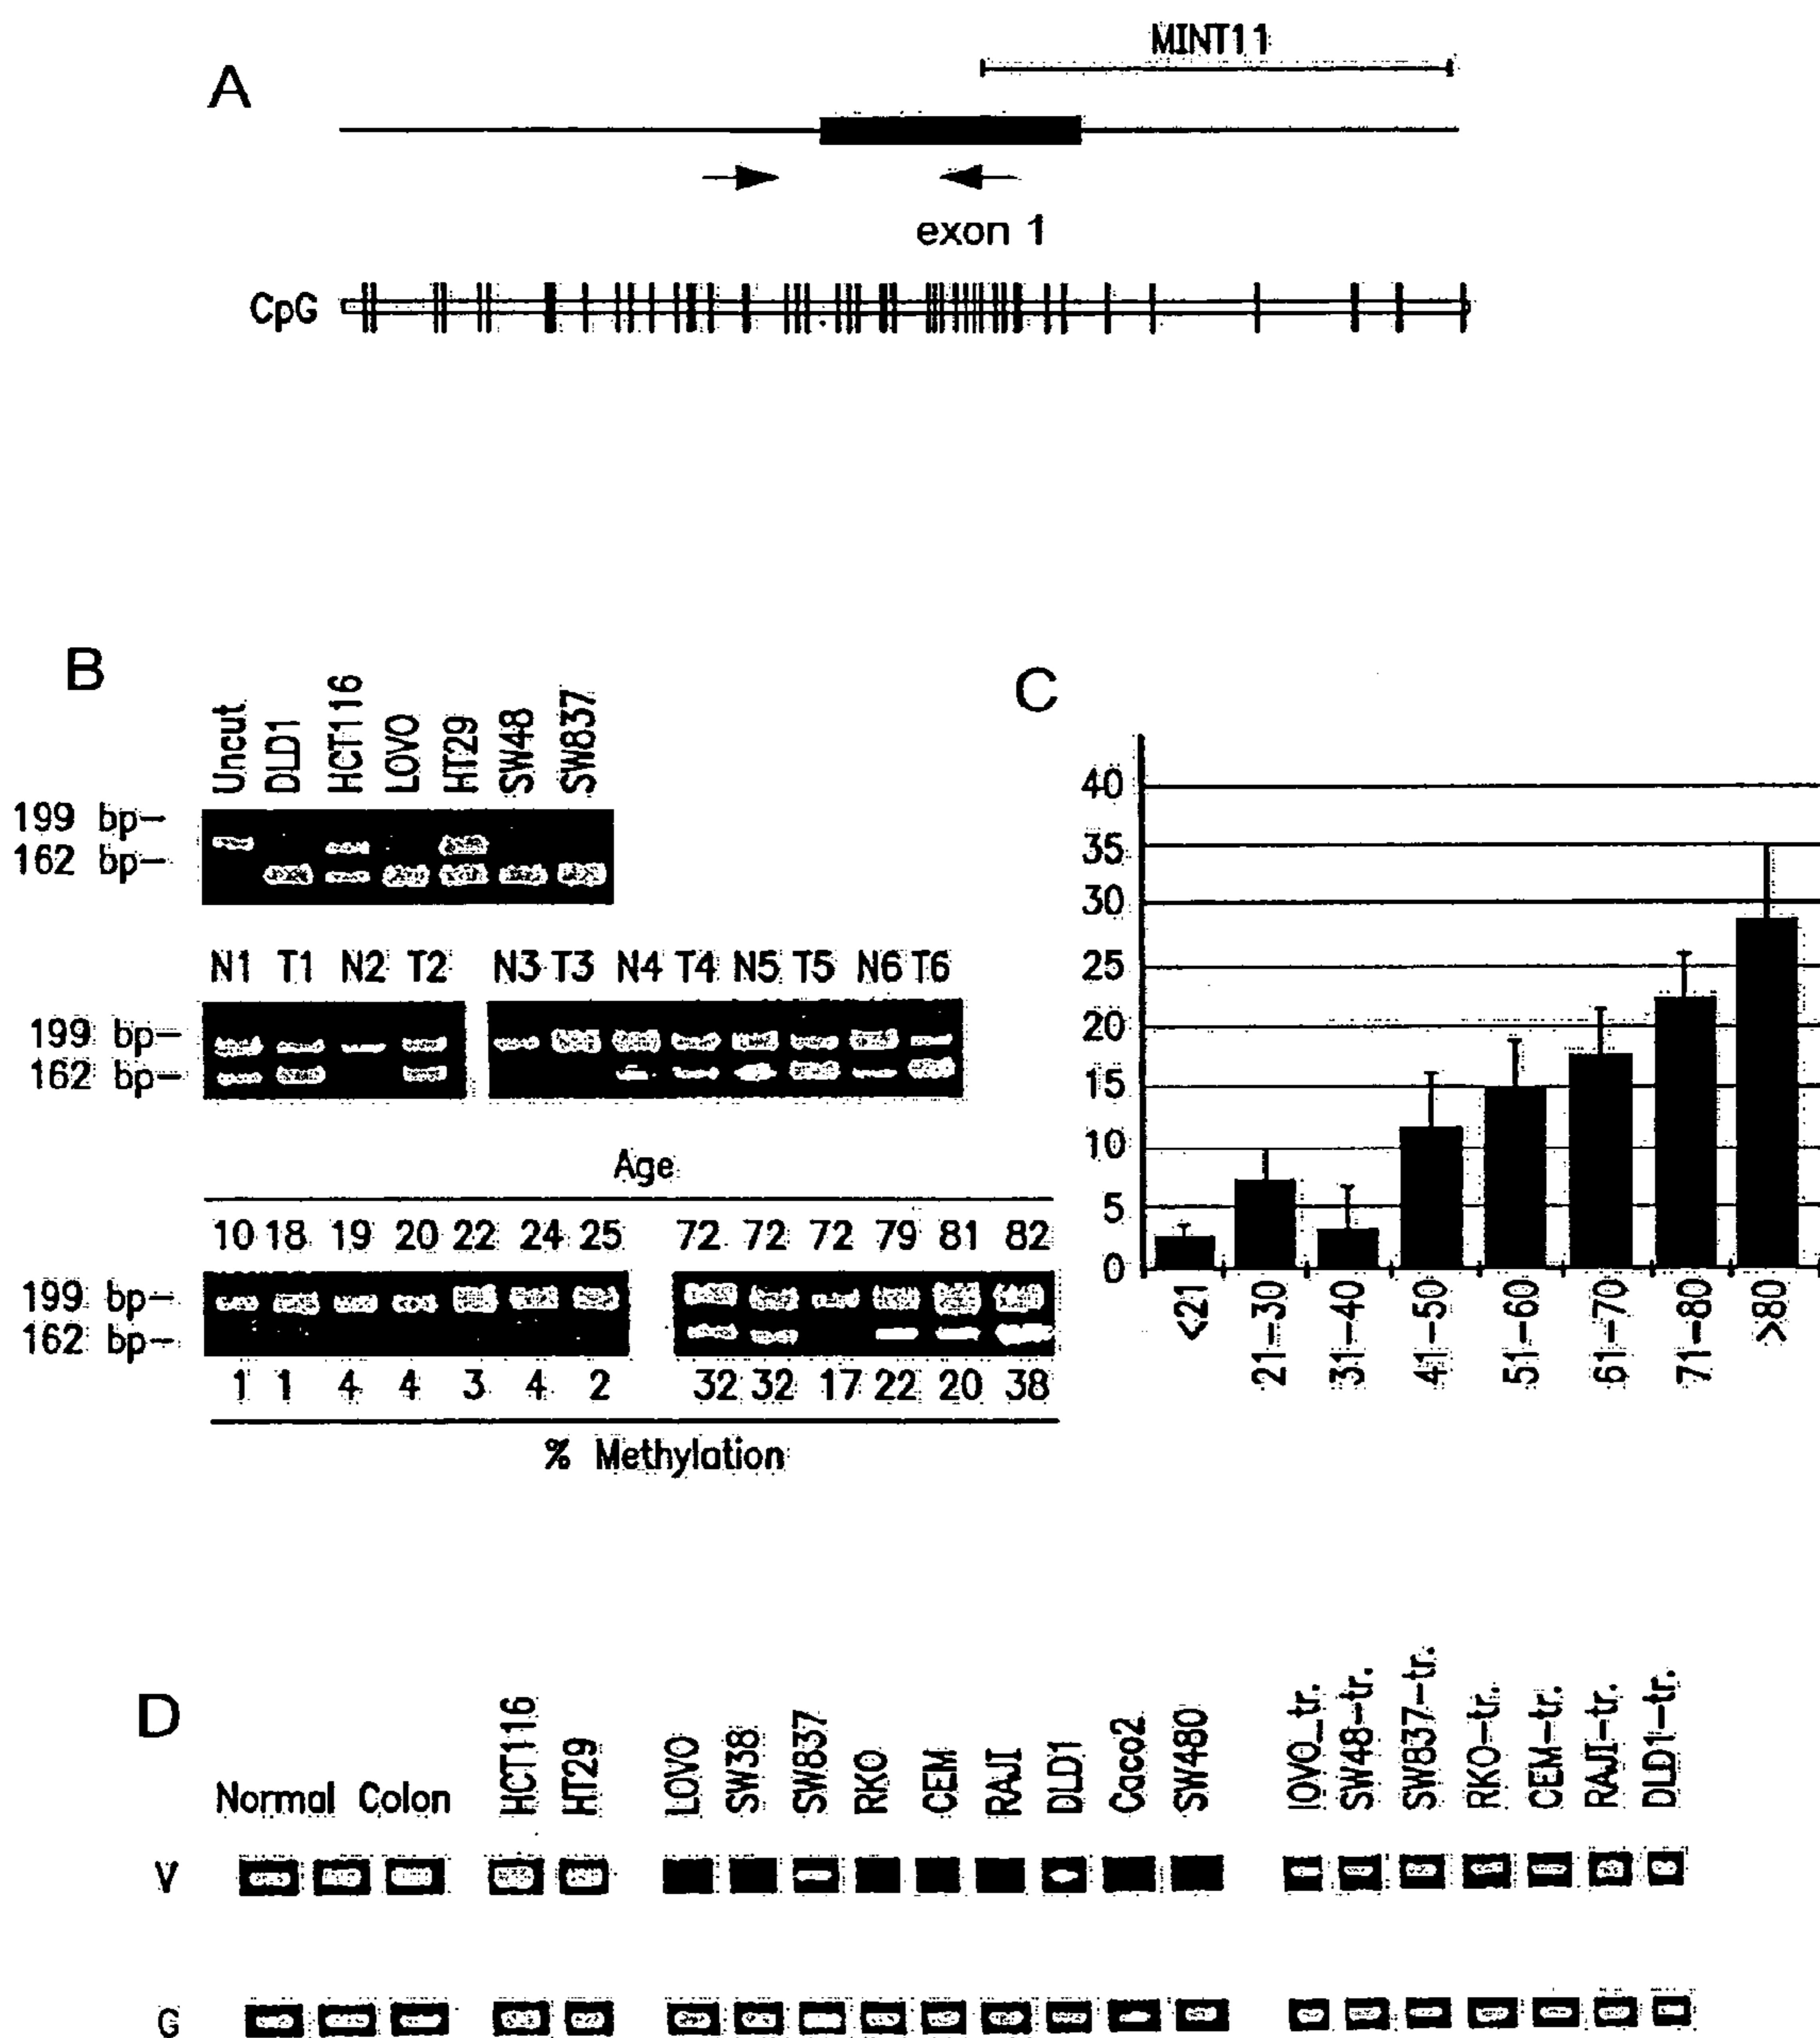 A
MINT11
exon 1
CpG
B
Uncut DLD1 HCT116 LOVO HT29 SW48 SW837
199 bp-
162 bp-
N1 T1 N2 T2 N3 T3 N4 T4 N5 T5 N6 T6
199 bp-
162 bp-
Age
10 18 19 20 22 24 25 72 72 72 79 81 82
199 bp-
162 bp-
1 1 4 4 3 4 2 32 32 17 22 20 38
% Methylation
C
40
35
30
25
20
15
10
5
0
<21 21-30 31-40 41-50 51-60 61-70 71-80 >80
D
Normal Colon HCT116 HT29 LOVO SW38 SW837 RKO CEM RAJI DLD1 Caco2 SW480 lOVO_tr. SW48-tr. SW837-tr. RKO-tr. CEM-tr. RAJI-tr. DLD1-tr.
V
G